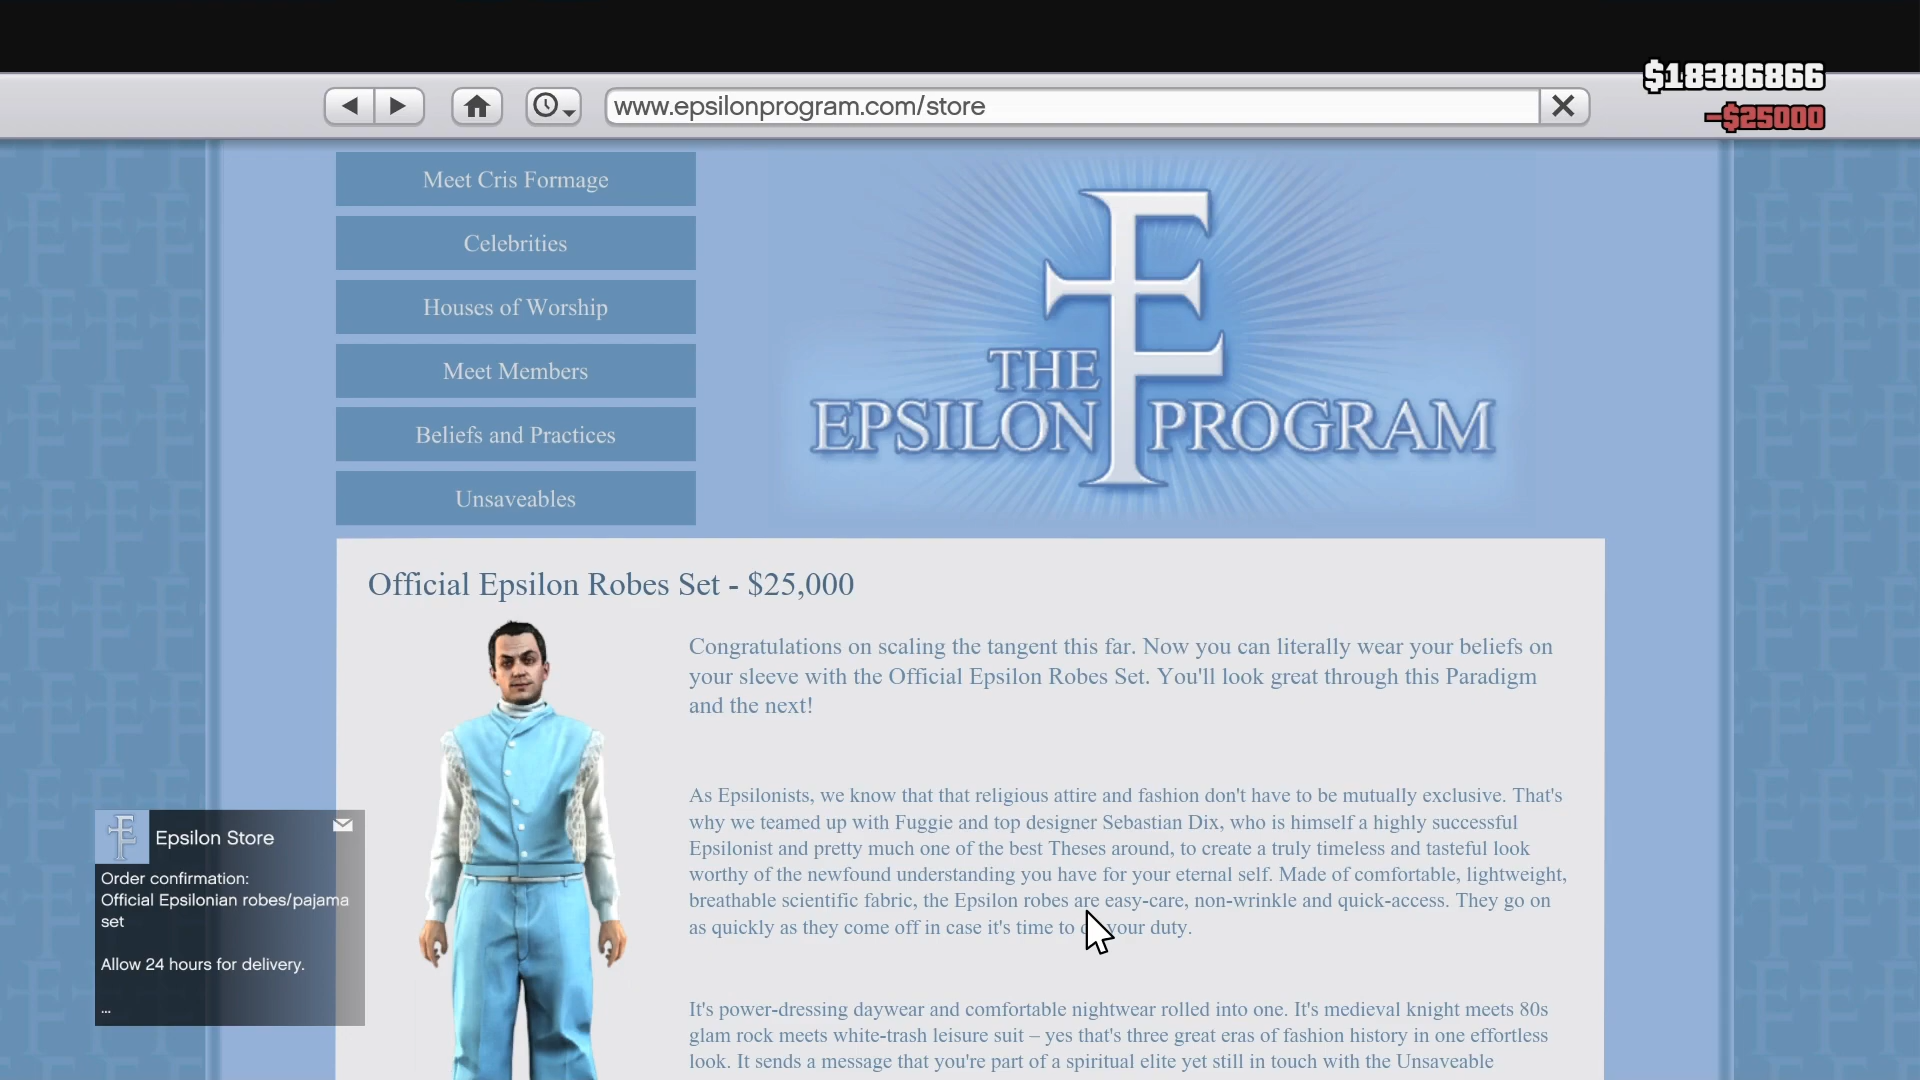 $18386866
www.epsilonprogram.com/store
-$25000
Meet Cris Formage
Celebrities
Houses of Worship
Meet Members
Beliefs and Practices
Unsaveables
THE
EPSILON PROGRAM
Official Epsilon Robes Set - $25,000
Congratulations on scaling the tangent this far. Now you can literally wear your beliefs on
your sleeve with the Official Epsilon Robes Set. You'll look great through this Paradigm
and the next!
As Epsilonists, we know that that religious attire and fashion don't have to be mutually exclusive. That's
why we teamed up with Fuggie and top designer Sebastian Dix, who is himself a highly successful
Epsilonist and pretty much one of the best Theses around, to create a truly timeless and tasteful look
worthy of the newfound understanding you have for your eternal self. Made of comfortable, lightweight,
breathable scientific fabric, the Epsilon robes are easy-care, non-wrinkle and quick-access. They go on
as quickly as they come off in case it's time to your duty.
It's power-dressing daywear and comfortable nightwear rolled into one. It's medieval knight meets 80s
glam rock meets white-trash leisure suit – yes that's three great eras of fashion history in one effortless
look. It sends a message that you're part of a spiritual elite yet still in touch with the Unsaveable
Epsilon Store
Order confirmation:
Official Epsilonian robes/pajama
set
Allow 24 hours for delivery.
...